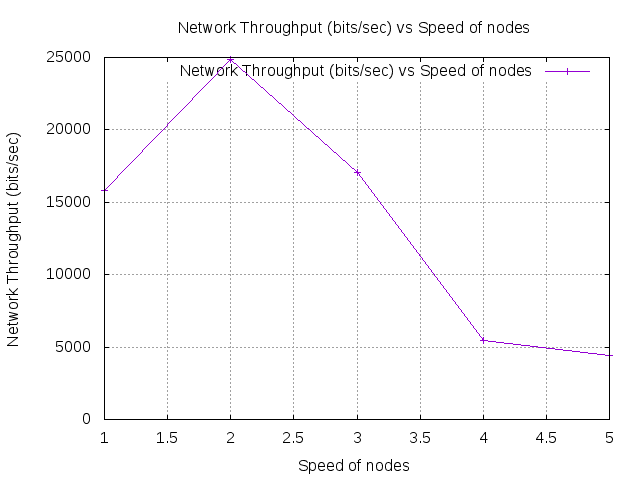 Network Throughput (bits/sec) vs Speed of nodes
Network Throughput (bits/sec) vs Speed of nodes
25000
20000
15000
10000
5000
0
Network Throughput (bits/sec)
1 1.5 2 2.5 3 3.5 4 4.5 5
Speed of nodes